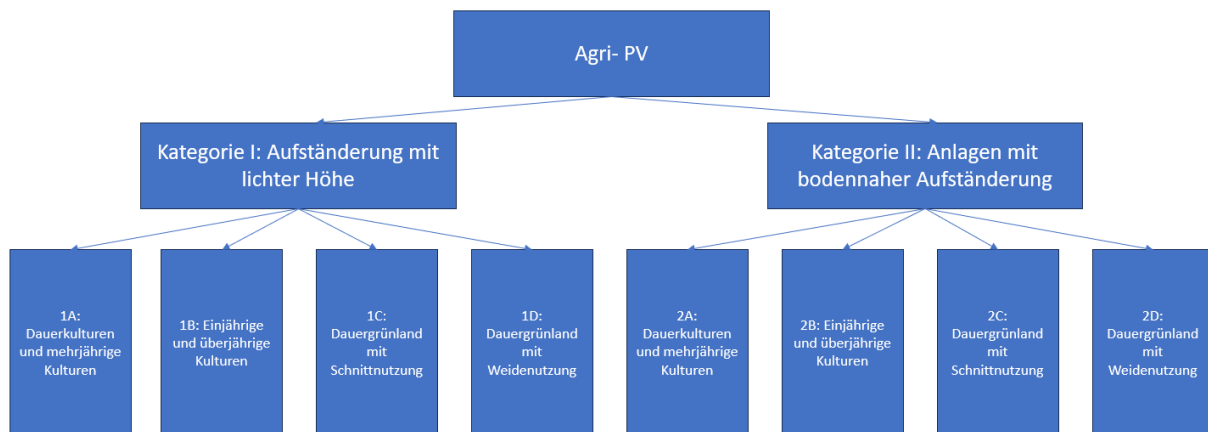 Agri- PV
Kategorie I: Aufständerung mit
lichter Höhe
Kategorie II: Anlagen mit
bodennaher Aufständerung
1A:
Dauerkulturen
und mehrjährige
Kulturen
1B: Einjährige
und überjährige
Kulturen
1C:
Dauergrünland
mit
Schnittnutzung
1D:
Dauergrünland
mit
Weidenutzung
2A:
Dauerkulturen
und mehrjährige
Kulturen
2B: Einjährige
und überjährige
Kulturen
2C:
Dauergrünland
mit
Schnittnutzung
2D:
Dauergrünland
mit
Weidenutzung